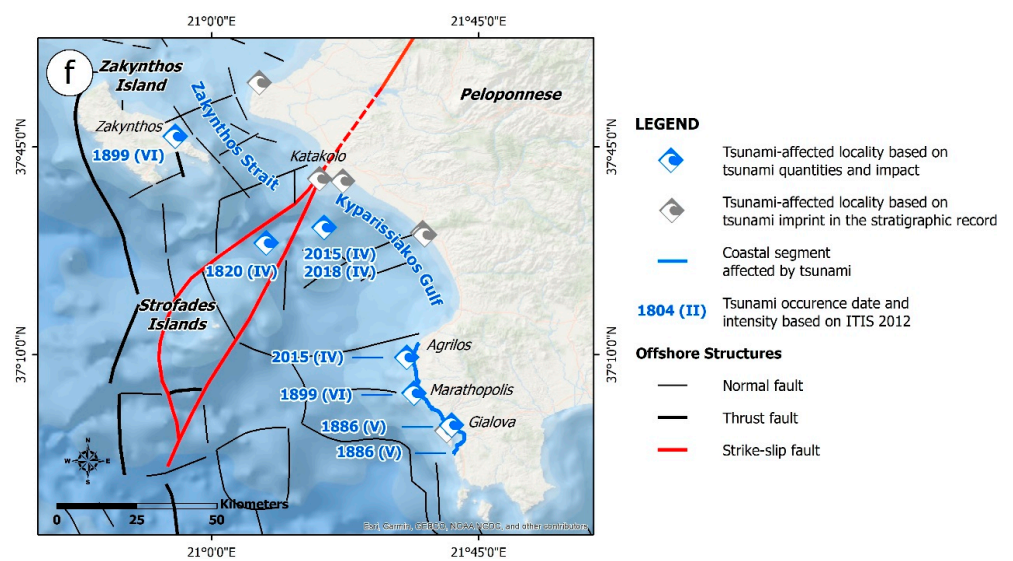 21°0'0"E
21°45'0"E
f
Zakynthos
Island
Zakynthos Strait
Peloponnese
Zakynthos
1899 (VI)
37°45'0"N
37°45'0"N
Katakolo
Kyparissiakos Gulf
2015 (IV)
2018 (IV)
1820 (IV)
Strofades
Islands
37°10'0"N
37°10'0"N
Agrilos
2015 (IV)
Marathopolis
1899 (VI)
Gialova
1886 (V)
1886 (V)
N
W E
S
Kilometers
0 25 50
Esri, Garmin, GEBCO, NOAA NGDC, and other contributors
21°0'0"E
21°45'0"E
LEGEND
Tsunami-affected locality based on
tsunami quantities and impact
Tsunami-affected locality based on
tsunami imprint in the stratigraphic record
Coastal segment
affected by tsunami
1804 (II)
Tsunami occurence date and
intensity based on ITIS 2012
Offshore Structures
Normal fault
Thrust fault
Strike-slip fault